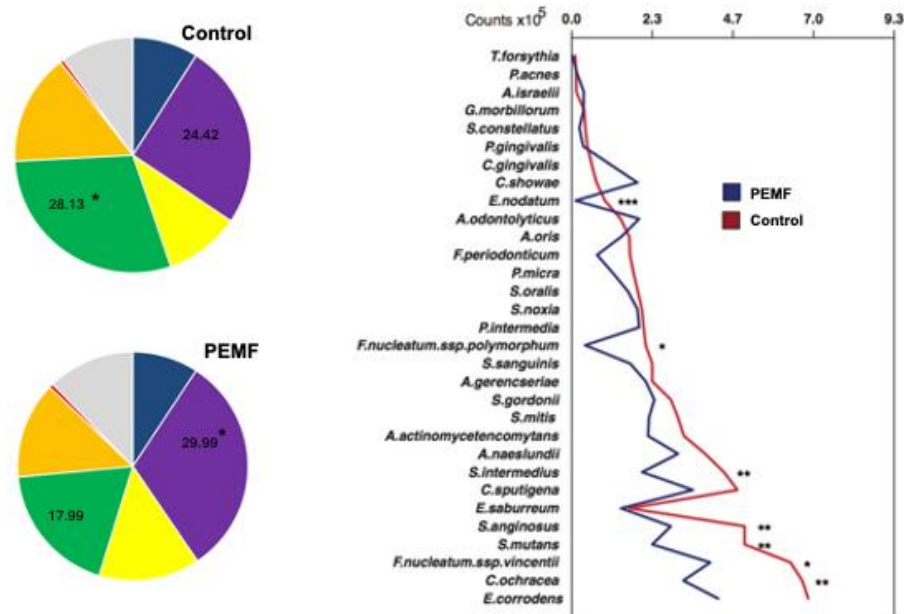 Control
24.42
28.13 *
PEMF
29.99 *
17.99
Counts x10^5 0.0 2.3 4.7 7.0 9.3
T.forsythia
P.acnes
A.israelii
G.morbillorum
S.constellatus
P.gingivalis
C.gingivalis
C.showae
E.nodatum ***
A.odontolyticus
A.oris
F.periodonticum
P.micra
S.oralis
S.noxia
P.intermedia
F.nucleatum.ssp.polymorphum *
S.sanguinis
A.gerencseriae
S.gordonii
S.mitis
A.actinomycetencomytans
A.naeslundii
S.intermedius **
C.sputigena
E.saburreum
S.anginosus **
S.mutans **
F.nucleatum.ssp.vincentii *
C.ochracea **
E.corrodens
PEMF
Control